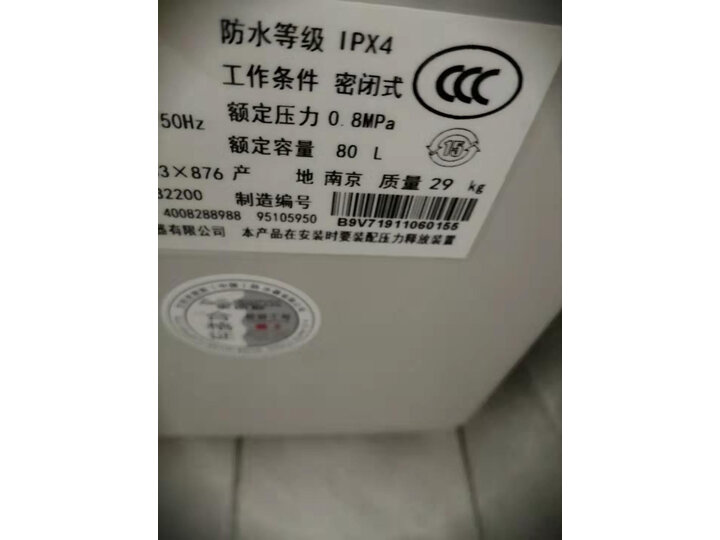 防水等级 IPX4
工作条件 密闭式
CCC
50Hz 额定压力 0.8MPa
额定容量 80 L
15
3×876 产 地 南京 质量 29 kg
32200 制造编号
B9V71911060155
4008288988 95105950
器有限公司 本产品在安装时要装配压力释放装置